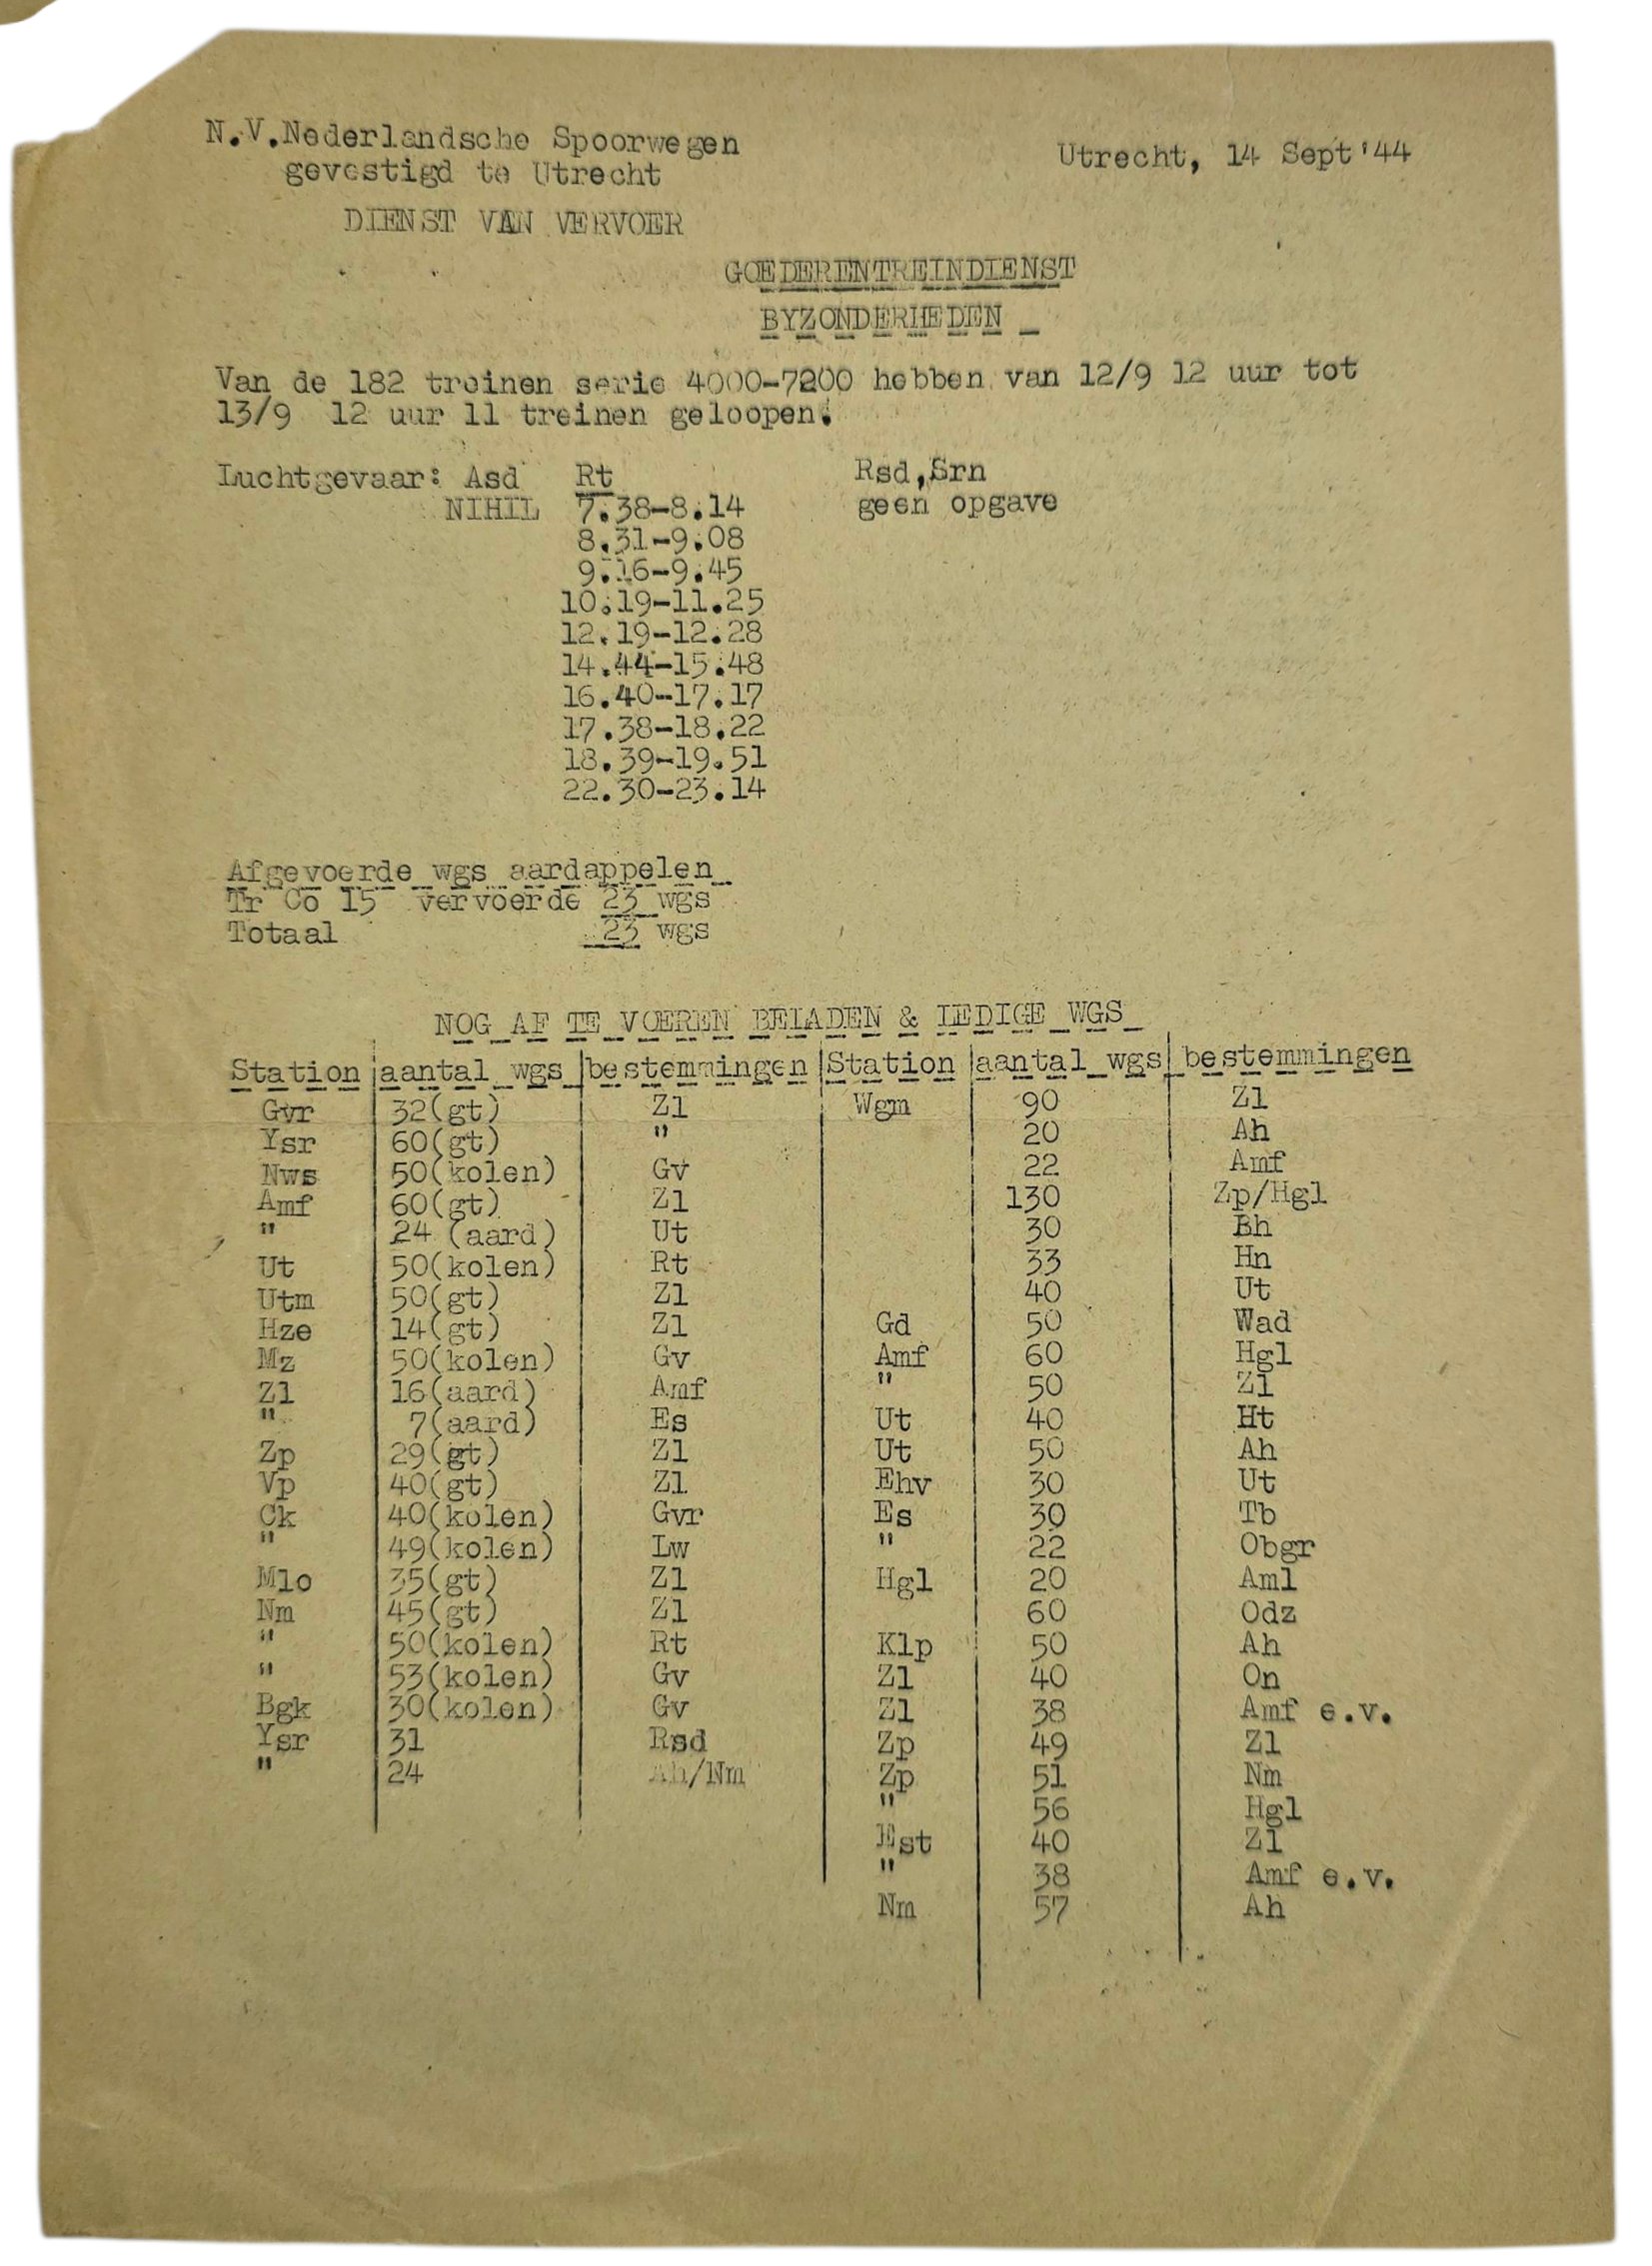 N.V.Nederlandsche Spoorwegen
gevestigd te Utrecht
Utrecht, 14 Sept '44
DIENST VAN VERVOER
GOEDERENTREINDIENST
BYZONDERHEDEN
Van de 182 treinen serie 4000-7200 hebben van 12/9 12 uur tot
13/9 12 uur 11 treinen geloopen.
Luchtgevaar: Asd Rt Rsd,Srn
NIHIL 7.38-8.14 geen opgave
8.31-9.08
9.16-9.45
10.19-11.25
12.19-12.28
14.44-15.48
16.40-17.17
17.38-18.22
18.39-19.51
22.30-23.14
Afgevoerde wgs aardappelen
Tr Co 15 vervoerde 23 wgs
Totaal 23 wgs
NOG AF TE VOEREN BELADEN & LEDIGE WGS
Station aantal wgs bestemmingen Station aantal wgs bestemmingen
Gvr 32(gt) Zl Wgm 90 Zl
Ysr 60(gt) " 20 Ah
Nws 50(kolen) Gv 22 Amf
Amf 60(gt) Zl 130 Zp/Hgl
" 24 (aard) Ut 30 Bh
Ut 50(kolen) Rt 33 Hn
Utm 50(gt) Zl 40 Ut
Hze 14(gt) Zl Gd 50 Wad
Mz 50(kolen) Gv Amf 60 Hgl
Zl 16(aard) Amf " 50 Zl
" 7(aard) Es Ut 40 Ht
Zp 29(gt) Zl Ut 50 Ah
Vp 40(gt) Zl Ehv 30 Ut
Ck 40(kolen) Gvr Es 30 Tb
" 49(kolen) Lw " 22 Obgr
Mlo 35(gt) Zl Hgl 20 Aml
Nm 45(gt) Zl 60 Odz
" 50(kolen) Rt Klp 50 Ah
" 53(kolen) Gv Zl 40 On
Bgk 30(kolen) Gv Zl 38 Amf e.v.
Ysr 31 Rsd Zp 49 Zl
" 24 Ah/Nm Zp 51 Nm
" 56 Hgl
Est 40 Zl
" 38 Amf e.v.
Nm 57 Ah